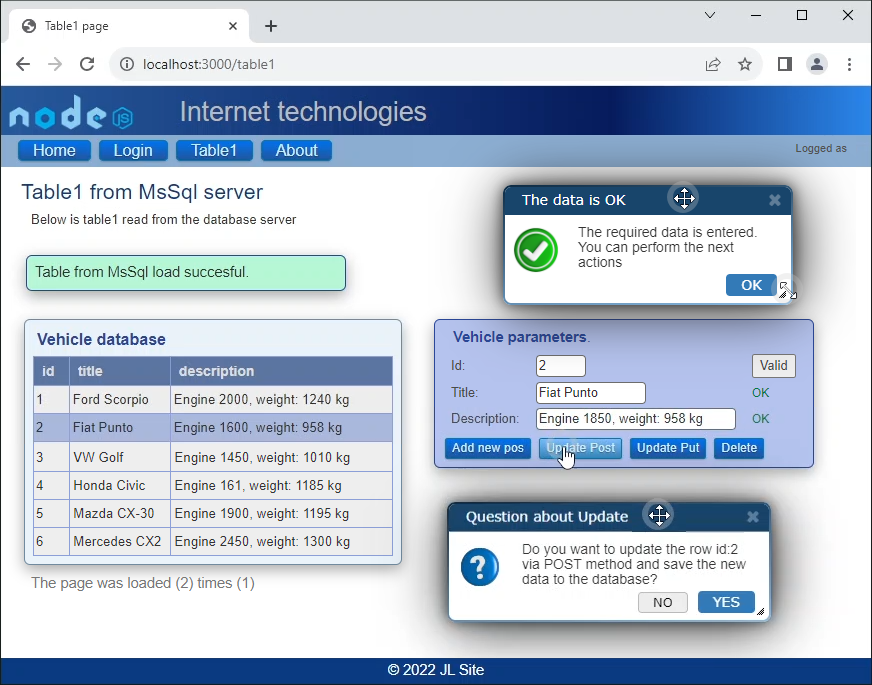 Table1 page
localhost:3000/table1
node JS
Internet technologies
Home Login Table1 About
Logged as
Table1 from MsSql server
Below is table1 read from the database server
Table from MsSql load succesful.
The data is OK
The required data is entered.
You can perform the next
actions
OK
Vehicle database
id title description
1 Ford Scorpio Engine 2000, weight: 1240 kg
2 Fiat Punto Engine 1600, weight: 958 kg
3 VW Golf Engine 1450, weight: 1010 kg
4 Honda Civic Engine 161, weight: 1185 kg
5 Mazda CX-30 Engine 1900, weight: 1195 kg
6 Mercedes CX2 Engine 2450, weight: 1300 kg
The page was loaded (2) times (1)
Vehicle parameters.
Id: 2 Valid
Title: Fiat Punto OK
Description: Engine 1850, weight: 958 kg OK
Add new pos Update Post Update Put Delete
Question about Update
Do you want to update the row id:2
via POST method and save the new
data to the database?
NO YES
© 2022 JL Site